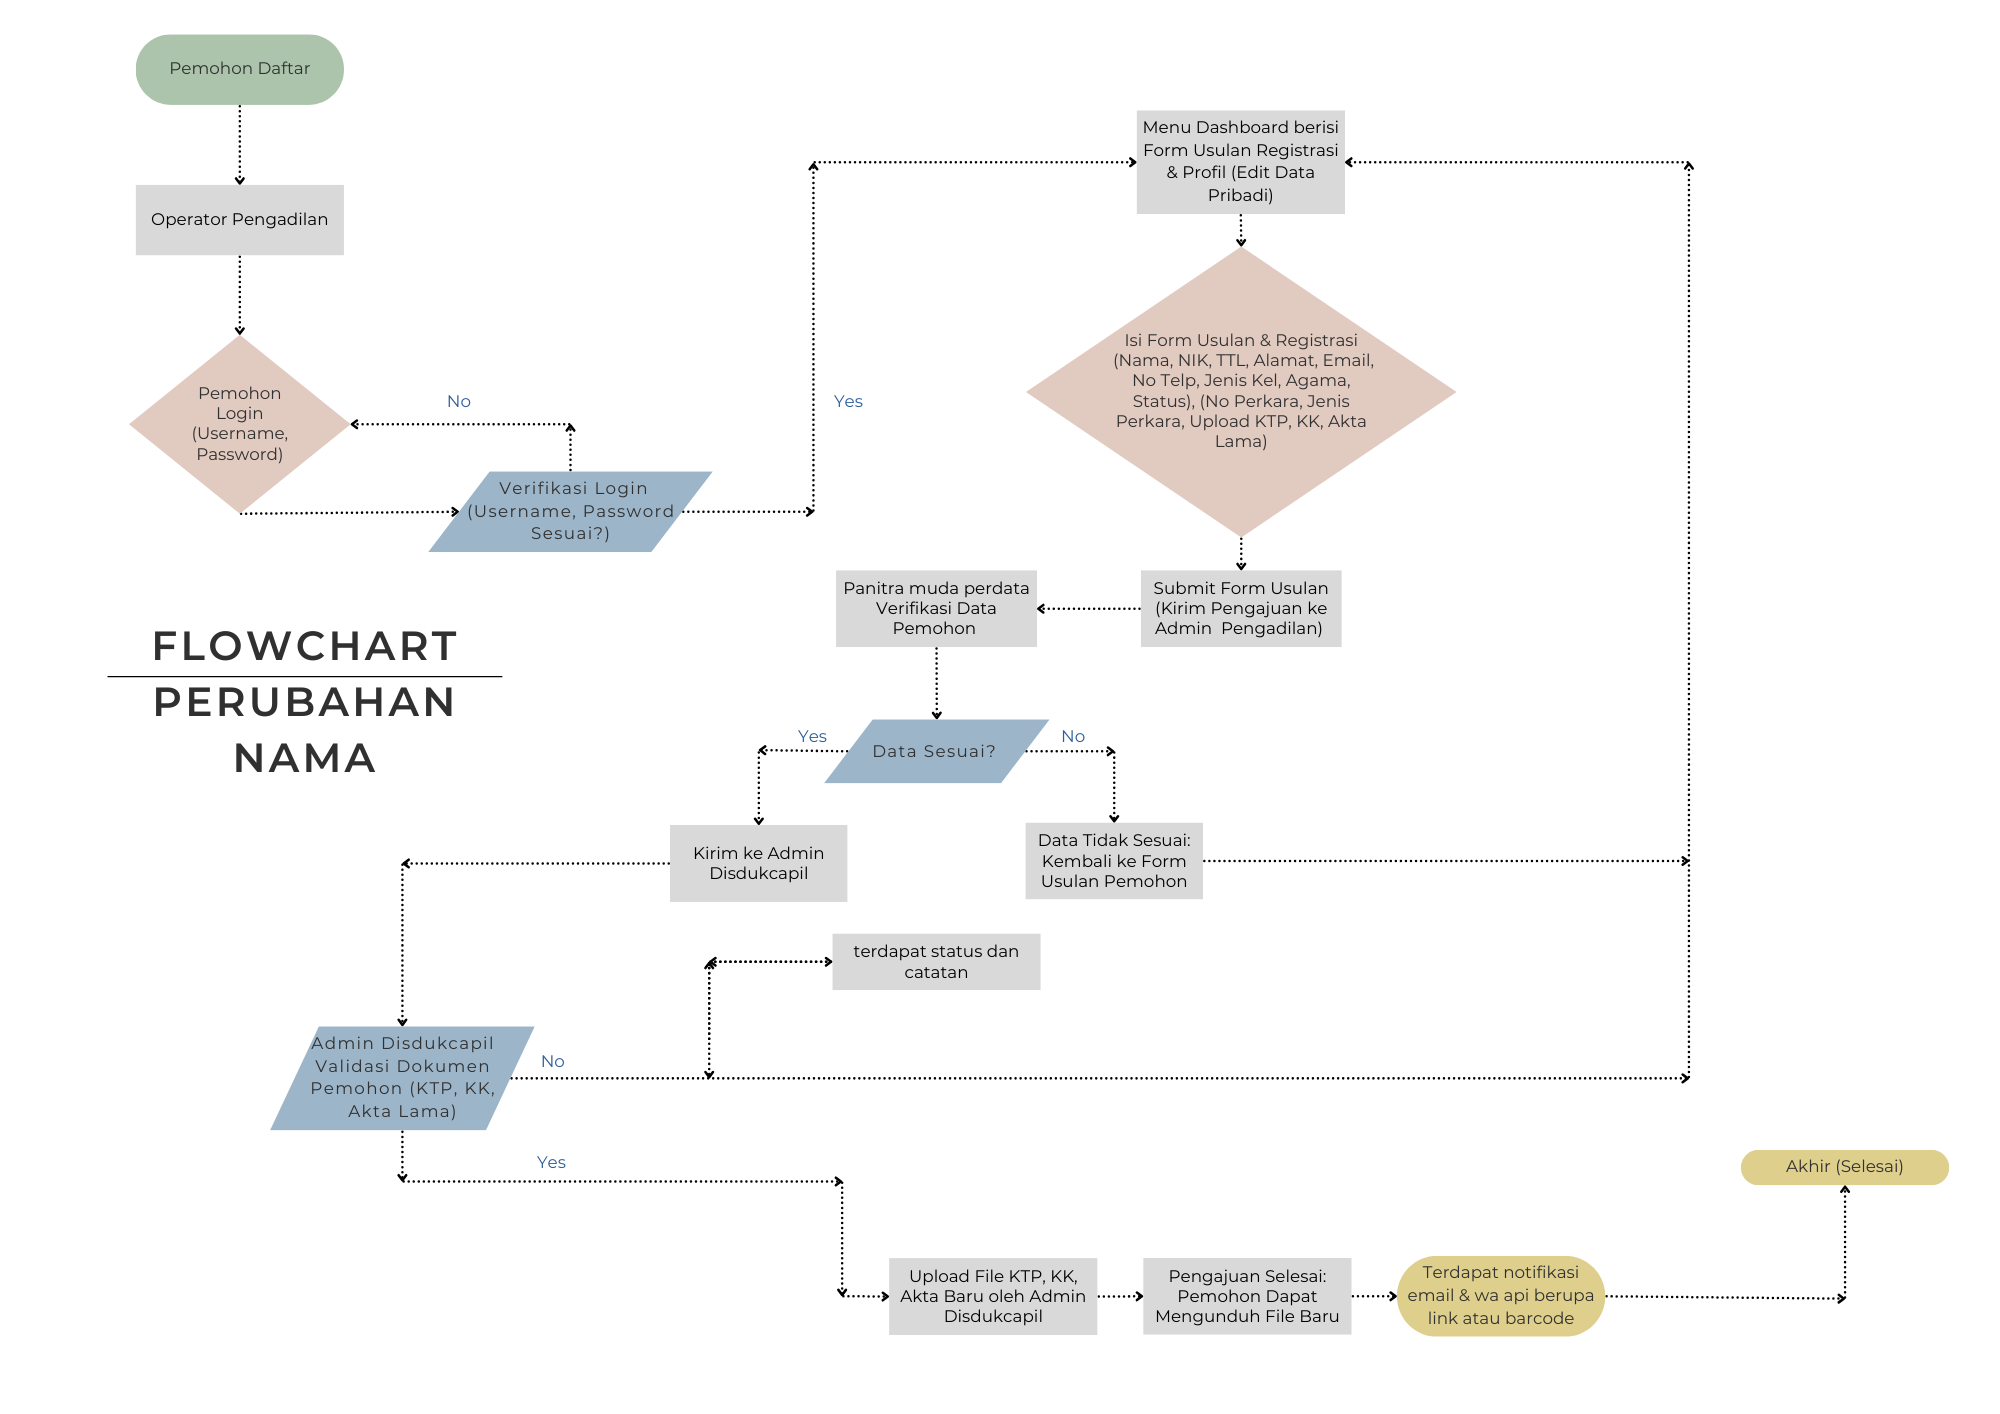 Pemohon Daftar
Operator Pengadilan
Pemohon
Login
(Username,
Password)
No
Verifikasi Login
(Username, Password
Sesuai?)
Yes
Menu Dashboard berisi
Form Usulan Registrasi
& Profil (Edit Data
Pribadi)
Isi Form Usulan & Registrasi
(Nama, NIK, TTL, Alamat, Email,
No Telp, Jenis Kel, Agama,
Status), (No Perkara, Jenis
Perkara, Upload KTP, KK, Akta
Lama)
Submit Form Usulan
(Kirim Pengajuan ke
Admin  Pengadilan)
Panitra muda perdata
Verifikasi Data
Pemohon
FLOWCHART
PERUBAHAN
NAMA
Data Sesuai?
Yes
No
Kirim ke Admin
Disdukcapil
Data Tidak Sesuai:
Kembali ke Form
Usulan Pemohon
terdapat status dan
catatan
Admin Disdukcapil
Validasi Dokumen
Pemohon (KTP, KK,
Akta Lama)
No
Yes
Upload File KTP, KK,
Akta Baru oleh Admin
Disdukcapil
Pengajuan Selesai:
Pemohon Dapat
Mengunduh File Baru
Terdapat notifikasi
email & wa api berupa
link atau barcode
Akhir (Selesai)